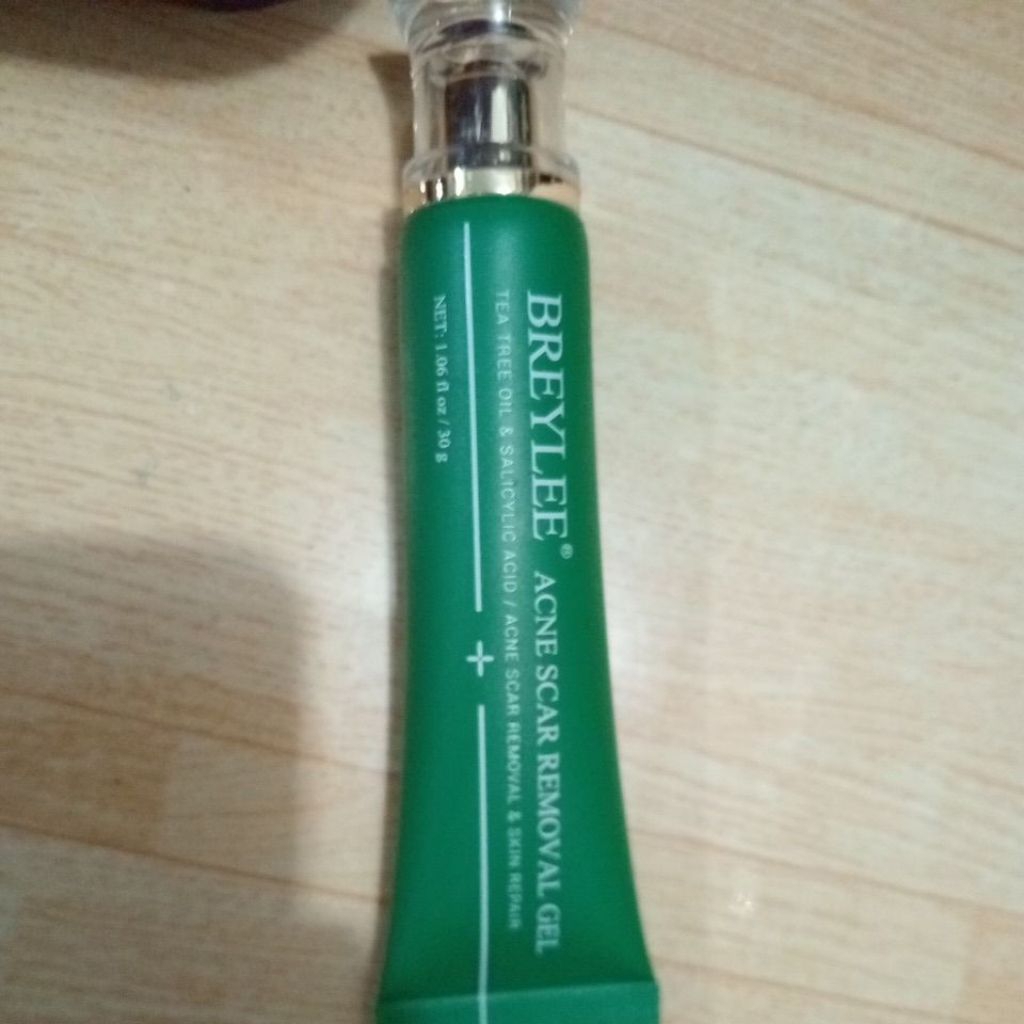 BREYLEE® ACNE SCAR REMOVAL GEL
TEA TREE OIL & SALICYLIC ACID / ACNE SCAR REMOVAL & SKIN REPAIR
NET: 1.06 fl oz / 30 g